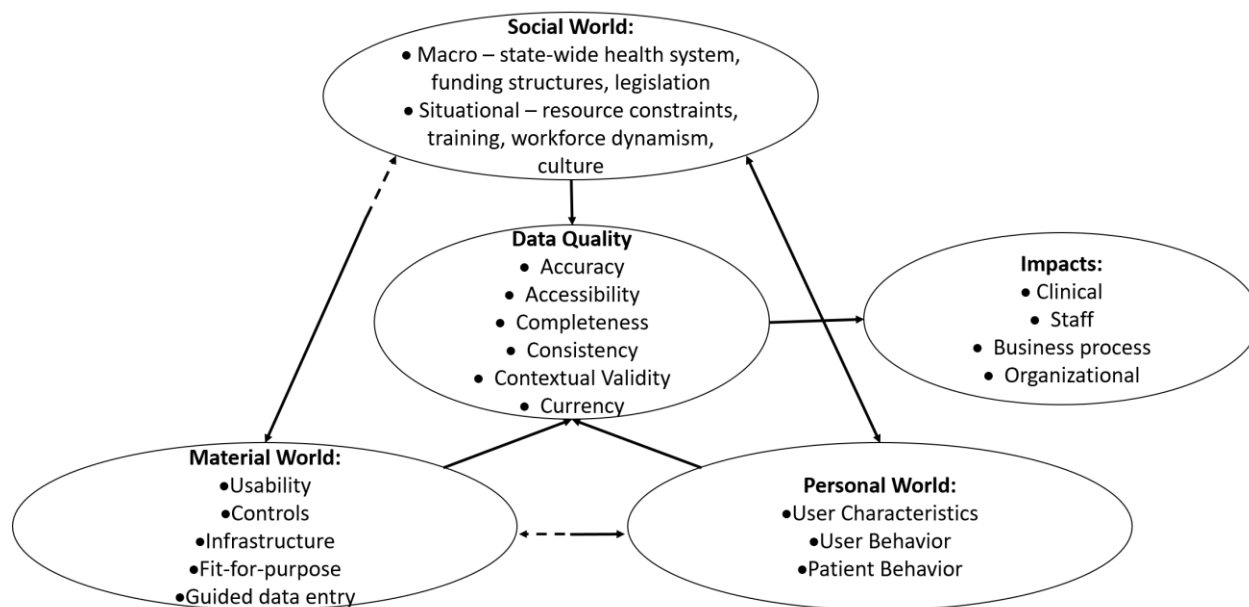 Social World:
● Macro – state-wide health system,
funding structures, legislation
● Situational – resource constraints,
training, workforce dynamism,
culture
Data Quality
● Accuracy
● Accessibility
● Completeness
● Consistency
● Contextual Validity
● Currency
Impacts:
● Clinical
● Staff
● Business process
● Organizational
Material World:
●Usability
●Controls
●Infrastructure
●Fit-for-purpose
●Guided data entry
Personal World:
●User Characteristics
●User Behavior
●Patient Behavior